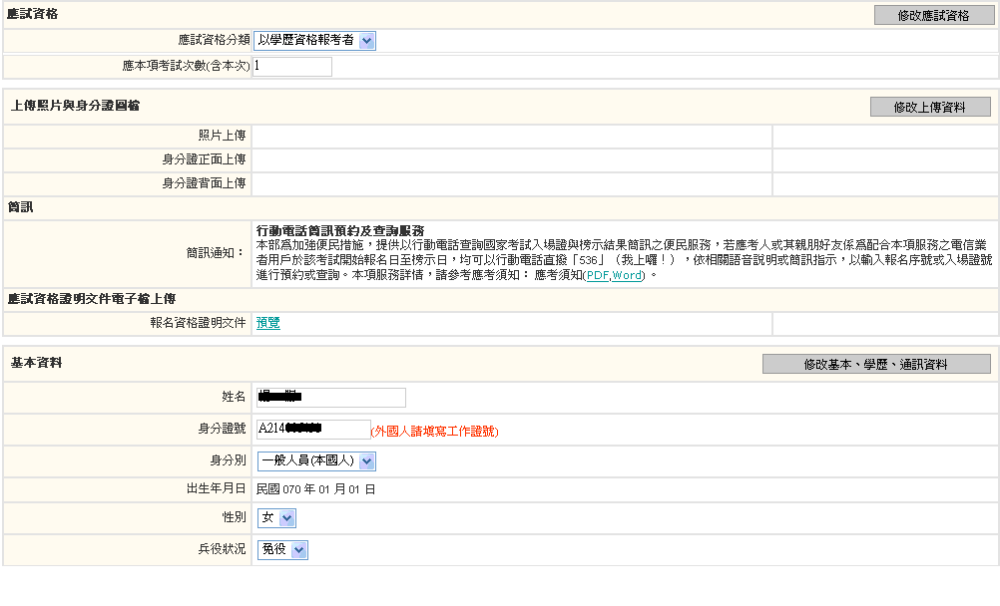 應試資格
修改應試資格
應試資格分類
以學歷資格報考者
應本項考試次數(含本次)
1
上傳照片與身分證圖檔
修改上傳資料
照片上傳
身分證正面上傳
身分證背面上傳
簡訊
簡訊通知：
行動電話簡訊預約及查詢服務
本部為加強便民措施，提供以行動電話查詢國家考試入場證與榜示結果簡訊之便民服務，若應考人或其親朋好友係為配合本項服務之電信業
者用戶於該考試開始報名日至榜示日，均可以行動電話直撥「536」（我上囉！），依相關語音說明或簡訊指示，以輸入報名序號或入場證號
進行預約或查詢。本項服務詳情，請參考應考須知： 應考須知(PDF,Word) 。
應試資格證明文件電子檔上傳
報名資格證明文件
預覽
基本資料
修改基本、學歷、通訊資料
姓名
身分證號
A214
(外國人請填寫工作證號)
身分別
一般人員(本國人)
出生年月日
民國 070 年 01 月 01 日
性別
女
兵役狀況
免役